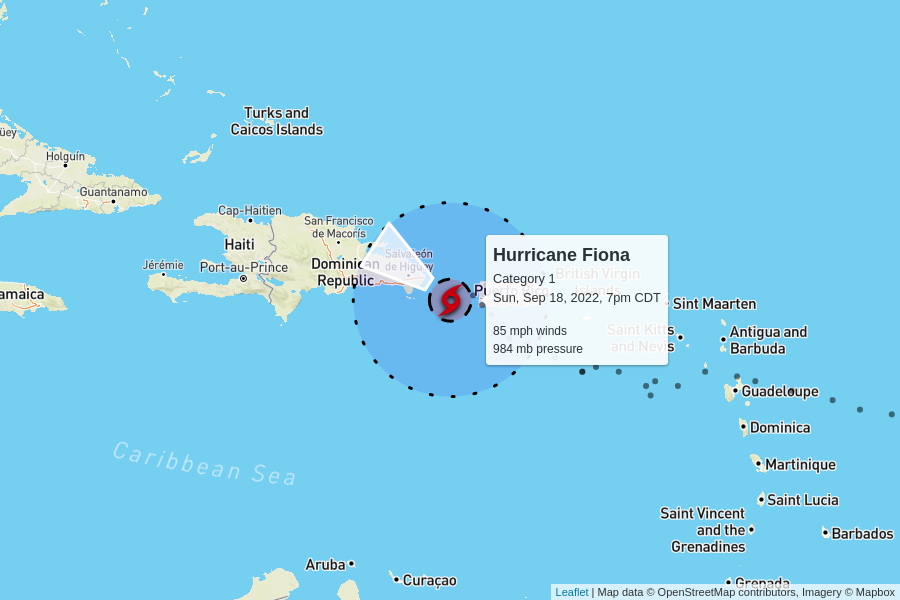 Turks and
Caicos Islands
üey
Holguín
Guantanamo
Cap-Haitien
San Francisco
de Macorís
Haiti
Salvaleón
de Higüey
Jérémie
Port-au-Prince
Dominican
Republic
amaica
Puerto Rico
British Virgin
Islands
Hurricane Fiona
Category 1
Sun, Sep 18, 2022, 7pm CDT
85 mph winds
984 mb pressure
Sint Maarten
Saint Kitts
and Nevis
Antigua and
Barbuda
Guadeloupe
Dominica
Caribbean Sea
Martinique
Saint Lucia
Saint Vincent
and the
Grenadines
Barbados
Aruba
Curaçao
Grenada
Leaflet | Map data © OpenStreetMap contributors, Imagery © Mapbox